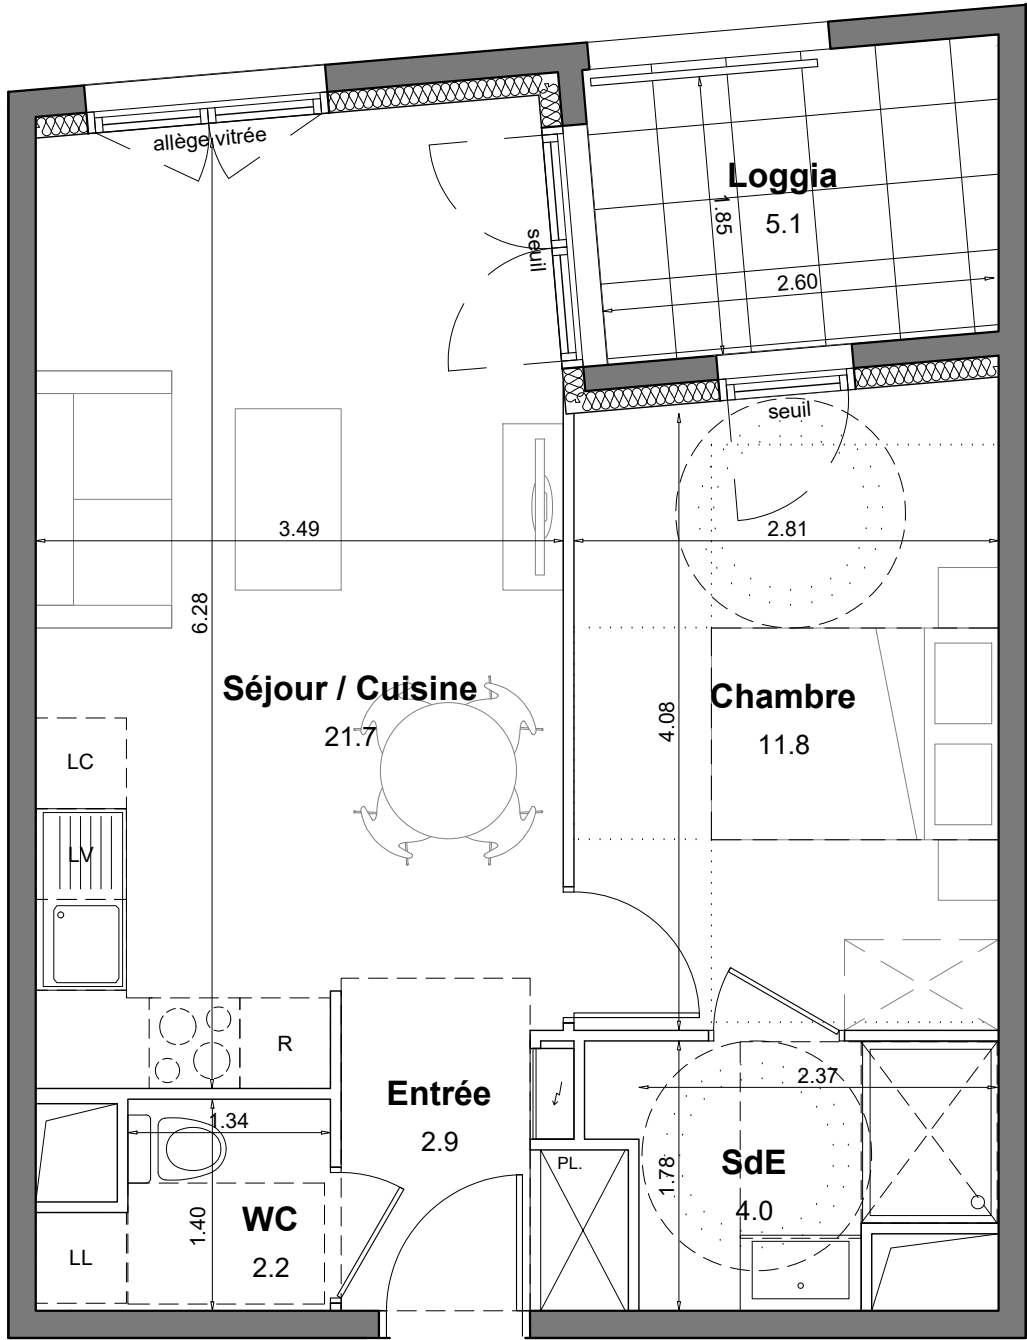 allège vitrée
Loggia
5.1
1.85
seuil
2.60
seuil
3.49
2.81
6.28
Séjour / Cuisine
21.7
4.08
Chambre
11.8
LC
LV
R
Entrée
2.9
2.37
1.34
PL.
1.78
SdE
4.0
1.40
WC
2.2
LL